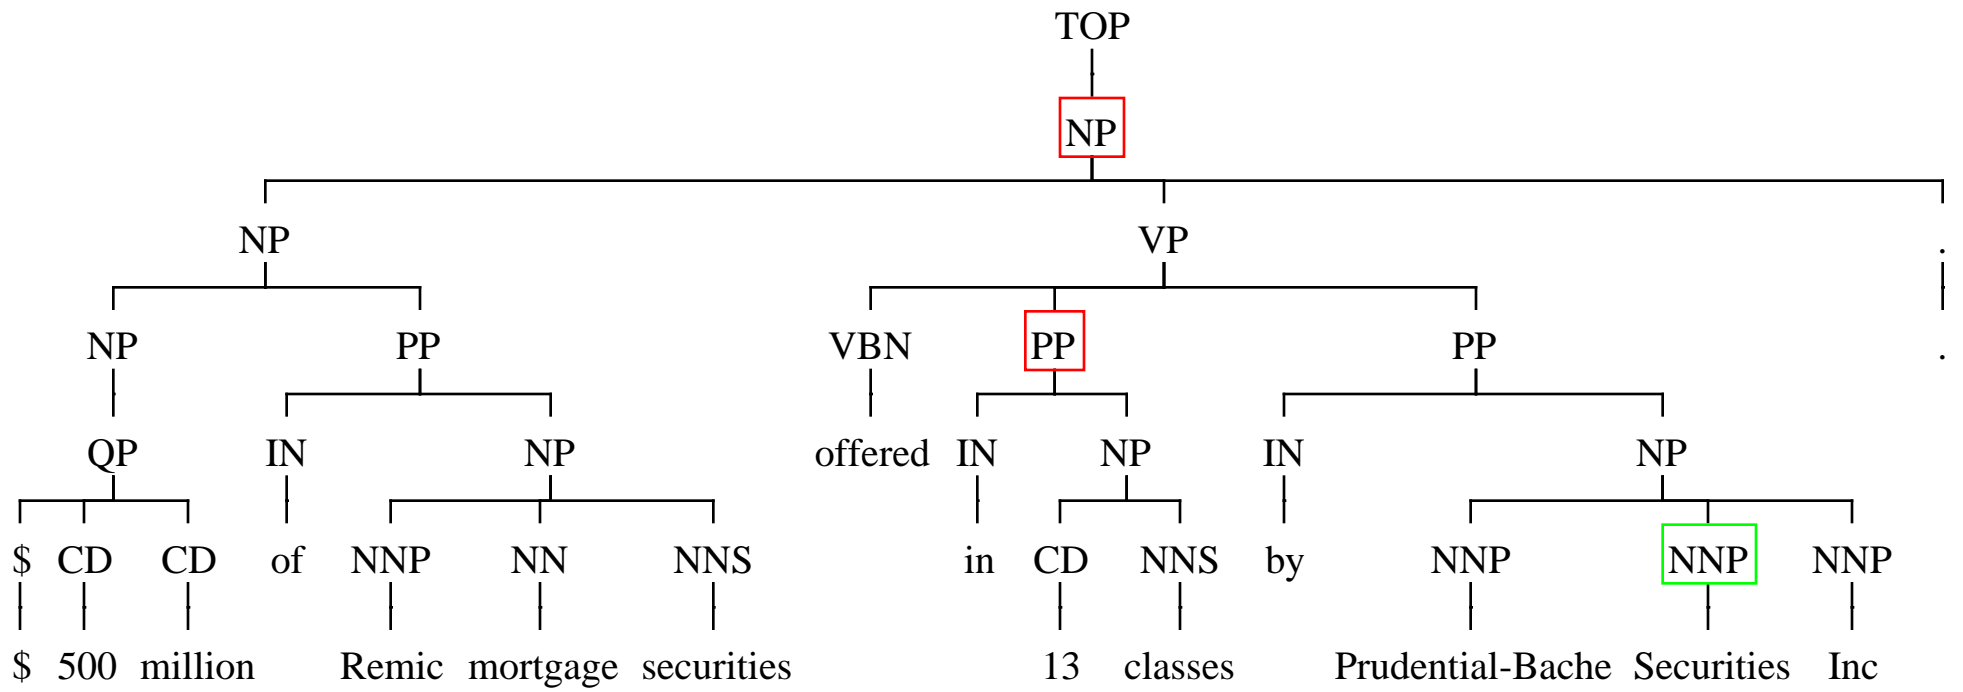 TOP
NP
NP VP .
NP PP VBN PP PP .
QP IN NP offered IN NP IN NP
$ CD CD of NNP NN NNS in CD NNS by NNP NNP NNP
$ 500 million Remic mortgage securities 13 classes Prudential-Bache Securities Inc